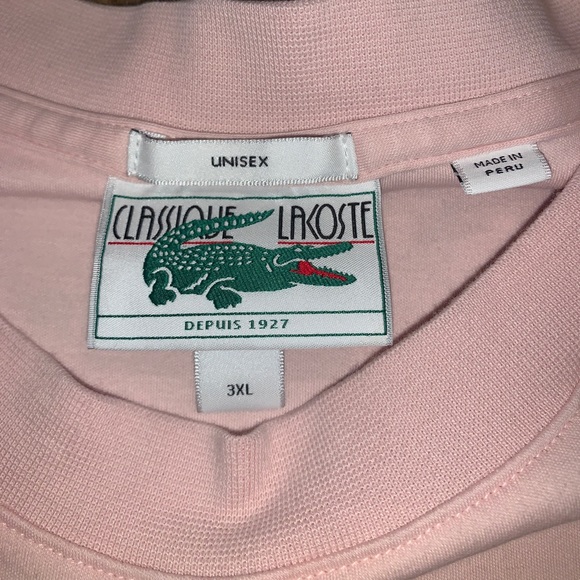 UNISEX
MADE IN
PERU
CLASSIQUE LACOSTE
DEPUIS 1927
3XL